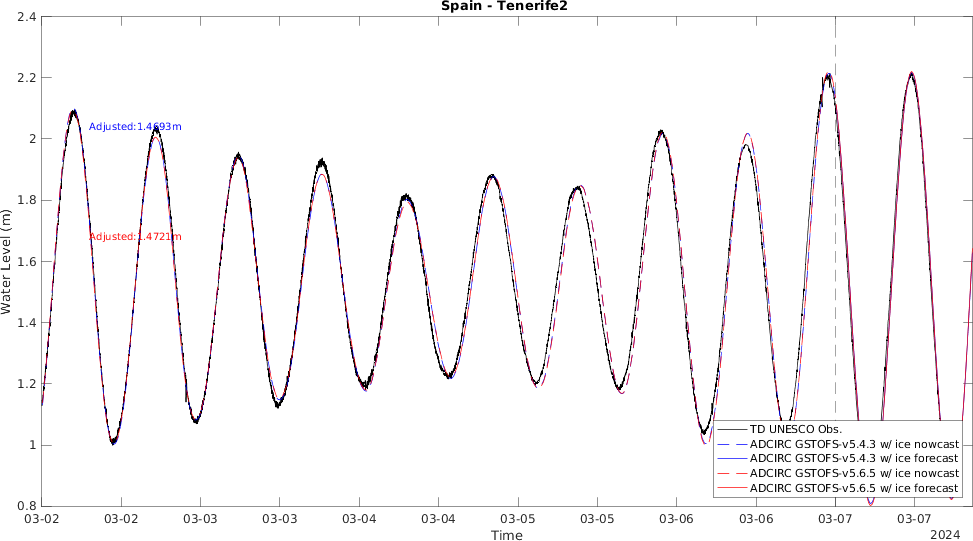 Spain - Tenerife2
2.4
2.2
2
1.8
1.6
1.4
1.2
1
0.8
Water Level (m)
Adjusted:1.4693m
Adjusted:1.4721m
TD UNESCO Obs.
ADCIRC GSTOFS-v5.4.3 w/ ice nowcast
ADCIRC GSTOFS-v5.4.3 w/ ice forecast
ADCIRC GSTOFS-v5.6.5 w/ ice nowcast
ADCIRC GSTOFS-v5.6.5 w/ ice forecast
03-02 03-02 03-03 03-03 03-04 03-04 03-05 03-05 03-06 03-06 03-07 03-07
Time
2024